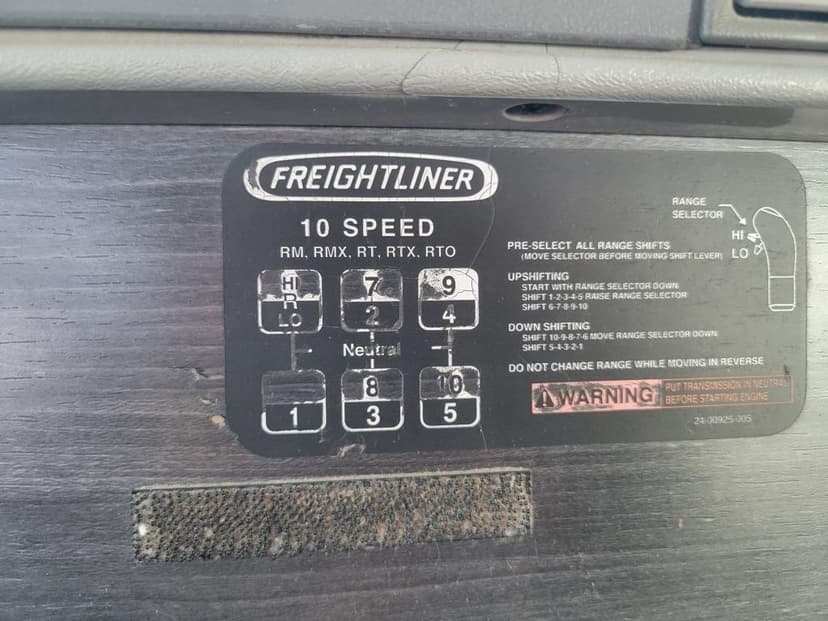 FREIGHTLINER
10 SPEED
RM, RMX, RT, RTX, RTO
HI 7 9
R
LO 2 4
Neutral
6 8 10
1 3 5
RANGE
SELECTOR
HI
LO
PRE-SELECT ALL RANGE SHIFTS
(MOVE SELECTOR BEFORE MOVING SHIFT LEVER)
UPSHIFTING
START WITH RANGE SELECTOR DOWN
SHIFT 1-2-3-4-5 RAISE RANGE SELECTOR
SHIFT 6-7-8-9-10
DOWN SHIFTING
SHIFT 10-9-8-7-6 MOVE RANGE SELECTOR DOWN
SHIFT 5-4-3-2-1
DO NOT CHANGE RANGE WHILE MOVING IN REVERSE
WARNING
PUT TRANSMISSION IN NEUTRAL
BEFORE STARTING ENGINE
24-00925-005